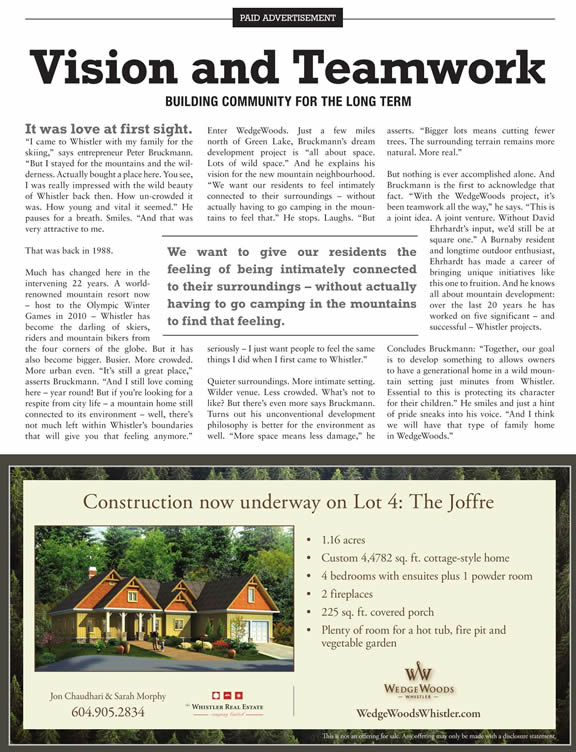 PAID ADVERTISEMENT
Vision and Teamwork
BUILDING COMMUNITY FOR THE LONG TERM
It was love at first sight.
"I came to Whistler with my family for the
skiing," says entrepreneur Peter Bruckmann.
"But I stayed for the mountains and the wil-
derness. Actually bought a place here. You see,
I was really impressed with the wild beauty
of Whistler back then. How un-crowded it
was. How young and vital it seemed." He
pauses for a breath. Smiles. "And that was
very attractive to me.
That was back in 1988.
Much has changed here in the
intervening 22 years. A world-
renowned mountain resort now
– host to the Olympic Winter
Games in 2010 – Whistler has
become the darling of skiers,
riders and mountain bikers from
the four corners of the globe. But it has
also become bigger. Busier. More crowded.
More urban even. "It's still a great place,"
asserts Bruckmann. "And I still love coming
here – year round! But if you're looking for a
respite from city life – a mountain home still
connected to its environment – well, there's
not much left within Whistler's boundaries
that will give you that feeling anymore."
Enter WedgeWoods. Just a few miles
north of Green Lake, Bruckmann's dream
development project is "all about space.
Lots of wild space." And he explains his
vision for the new mountain neighbourhood.
"We want our residents to feel intimately
connected to their surroundings – without
actually having to go camping in the moun-
tains to feel that." He stops. Laughs. "But
We want to give our residents the
feeling of being intimately connected
to their surroundings – without actually
having to go camping in the mountains
to find that feeling.
seriously – I just want people to feel the same
things I did when I first came to Whistler."
Quieter surroundings. More intimate setting.
Wilder venue. Less crowded. What's not to
like? But there's even more says Bruckmann.
Turns out his unconventional development
philosophy is better for the environment as
well. "More space means less damage," he
asserts. "Bigger lots means cutting fewer
trees. The surrounding terrain remains more
natural. More real."
But nothing is ever accomplished alone. And
Bruckmann is the first to acknowledge that
fact. "With the WedgeWoods project, it's
been teamwork all the way," he says. "This is
a joint idea. A joint venture. Without David
Ehrhardt's input, we'd still be at
square one." A Burnaby resident
and longtime outdoor enthusiast,
Ehrhardt has made a career of
bringing unique initiatives like
this one to fruition. And he knows
all about mountain development:
over the last 20 years he has
worked on five significant – and
successful – Whistler projects.
Concludes Bruckmann: "Together, our goal
is to develop something to allows owners
to have a generational home in a wild moun-
tain setting just minutes from Whistler.
Essential to this is protecting its character
for their children." He smiles and just a hint
of pride sneaks into his voice. "And I think
we will have that type of family home
in WedgeWoods."
Construction now underway on Lot 4: The Joffre
• 1.16 acres
• Custom 4,4782 sq. ft. cottage-style home
• 4 bedrooms with ensuites plus 1 powder room
• 2 fireplaces
• 225 sq. ft. covered porch
• Plenty of room for a hot tub, fire pit and
vegetable garden
Jon Chaudhari & Sarah Morphy
604.905.2834
the WHISTLER REAL ESTATE
company limited
WEDGEWOODS
WHISTLER
WedgeWoodsWhistler.com
This is not an offering for sale. Any offering may only be made with a disclosure statement.